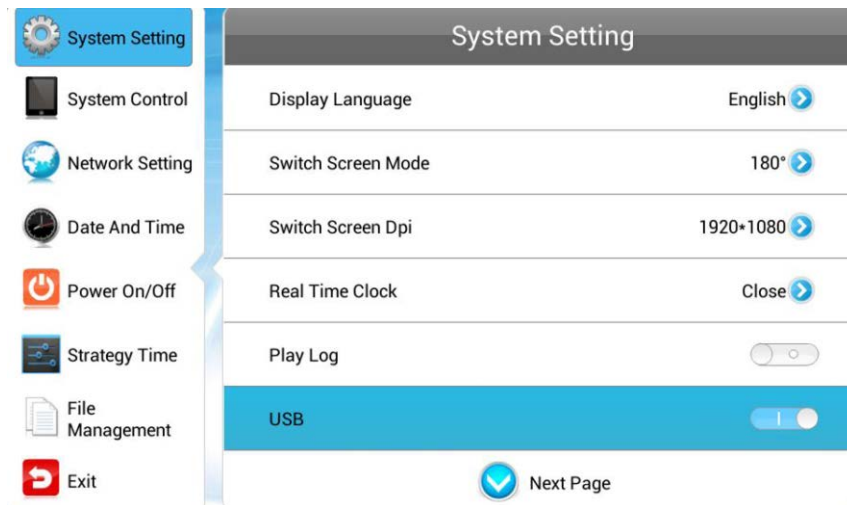 System Setting
System Control
Network Setting
Date And Time
Power On/Off
Strategy Time
File
Management
Exit
System Setting
Display Language English
Switch Screen Mode 180°
Switch Screen Dpi 1920*1080
Real Time Clock Close
Play Log
USB
Next Page